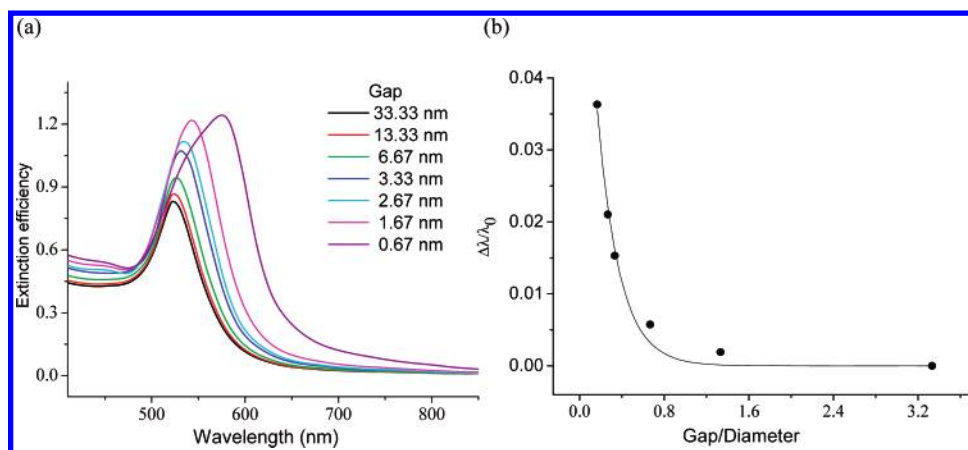 (a)
Extinction efficiency
1.2
0.9
0.6
0.3
0.0
500
600
700
800
Wavelength (nm)
Gap
33.33 nm
13.33 nm
6.67 nm
3.33 nm
2.67 nm
1.67 nm
0.67 nm
(b)
Δλ/λ0
0.04
0.03
0.02
0.01
0.00
0.0
0.8
1.6
2.4
3.2
Gap/Diameter